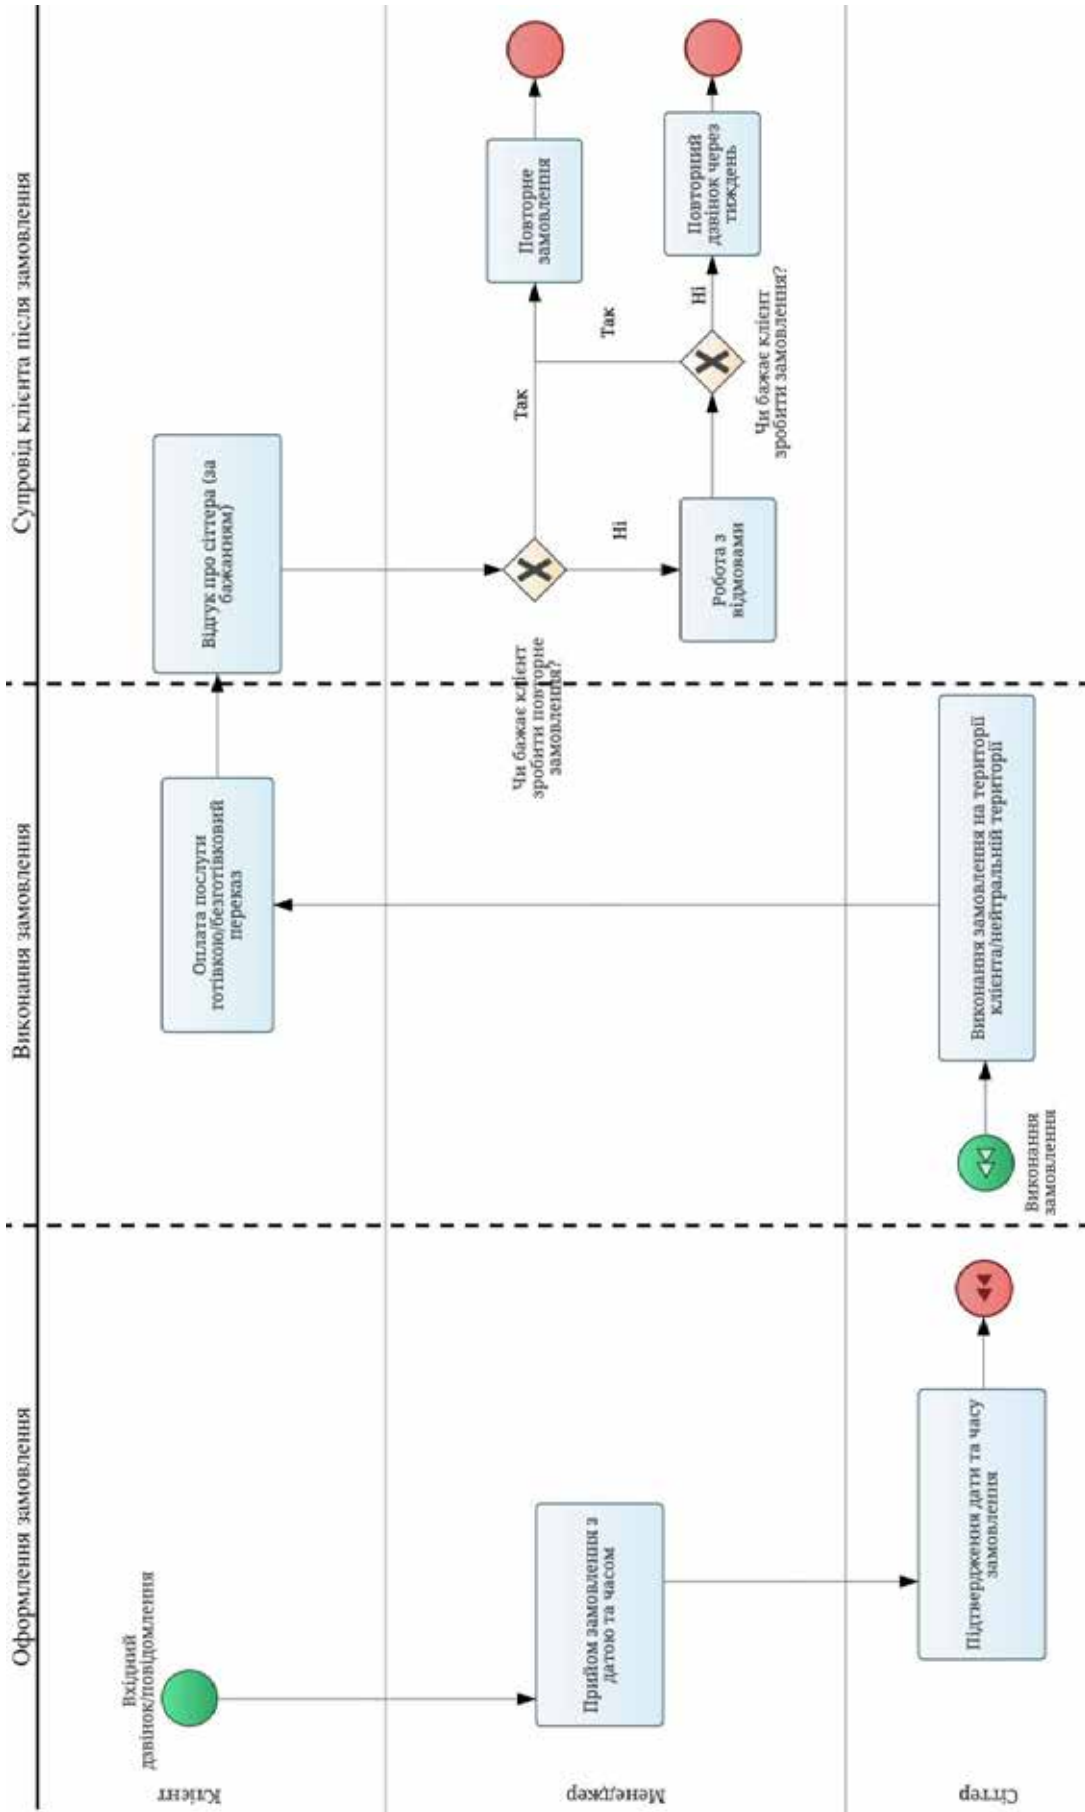 Оформлення замовлення
Виконання замовлення
Супровід клієнта після замовлення
Клієнт
Вхідний
дзвінок/повідомлення
Оплата послуги
готівкою/безготівковий
переказ
Відгук про сіттера (за
бажанням)
Менеджер
Прийом замовлення з
датою та часом
Чи бажає клієнт
зробити повторне
замовлення?
Так
Ні
Повторне
замовлення
Робота з
відмовами
Так
Ні
Чи бажає клієнт
зробити замовлення?
Повторний
дзвінок через
тиждень
Сіттер
Підтвердження дати та часу
замовлення
Виконання
замовлення
Виконання замовлення на території
клієнта/нейтральній території